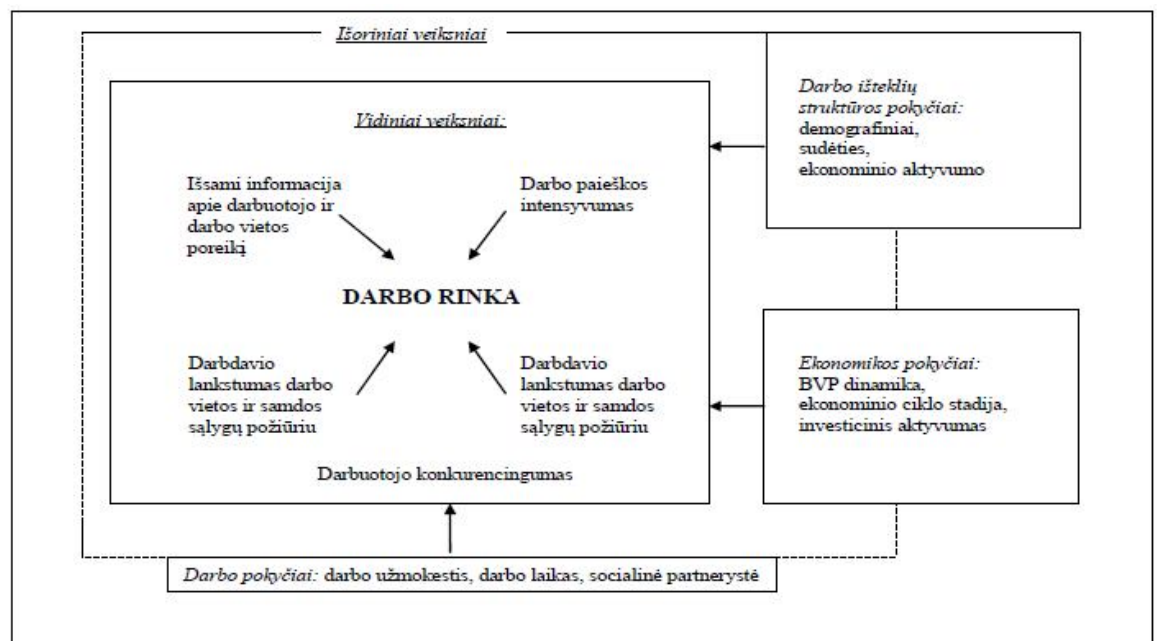 Išoriniai veiksniai
Darbo išteklių
struktūros pokyčiai:
demografiniai,
sudėties,
ekonominio aktyvumo
Vidiniai veiksniai:
Išsami informacija
apie darbuotojo ir
darbo vietos
poreikį
Darbo paieškos
intensyvumas
DARBO RINKA
Darbdavio
lankstumas darbo
vietos ir samdos
sąlygų požiūriu
Darbdavio
lankstumas darbo
vietos ir samdos
sąlygų požiūriu
Ekonomikos pokyčiai:
BVP dinamika,
ekonominio ciklo stadija,
investicinis aktyvumas
Darbuotojo konkurencingumas
Darbo pokyčiai: darbo užmokestis, darbo laikas, socialinė partnerystė